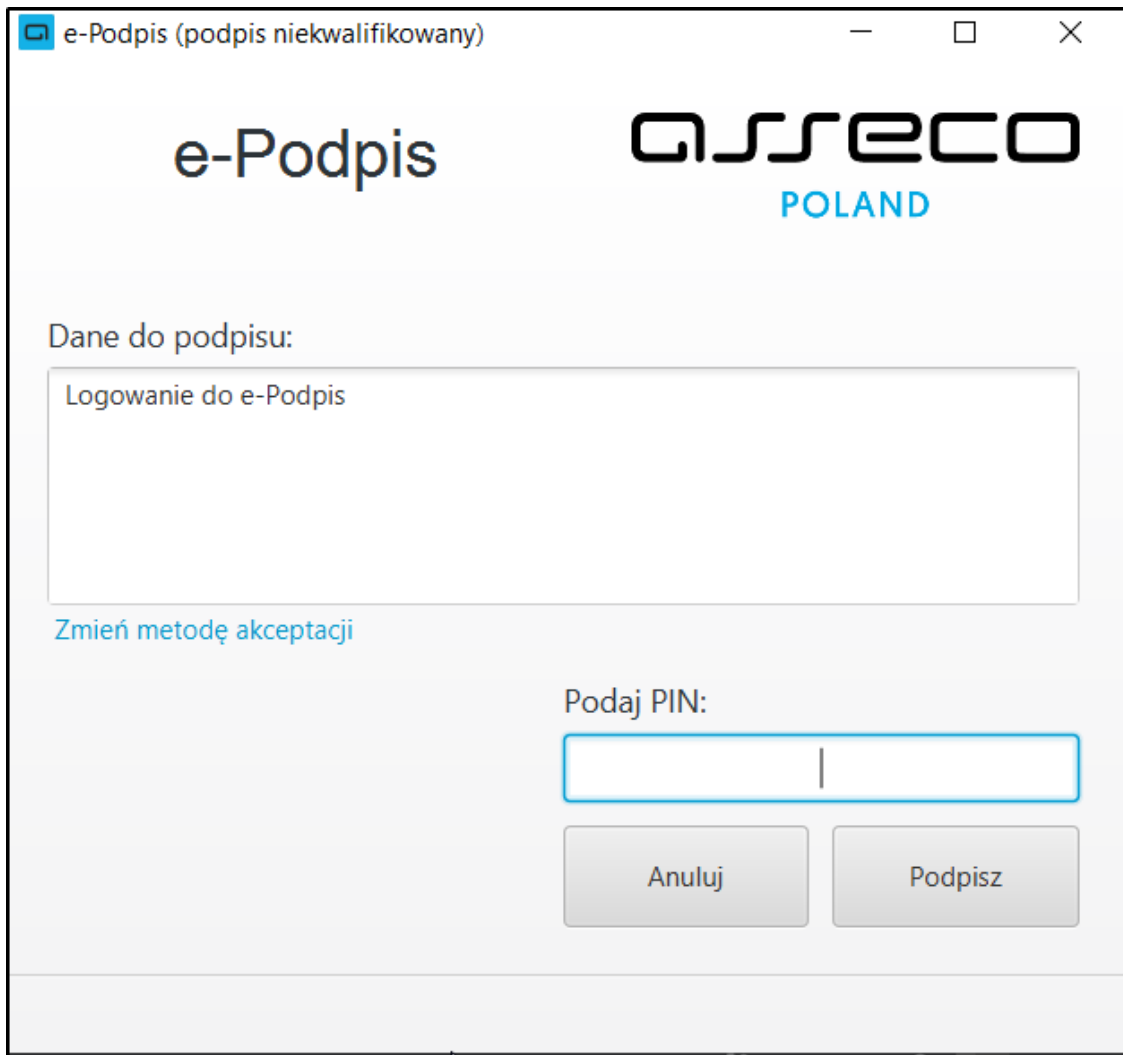 e-Podpis (podpis niekwalifikowany)
e-Podpis
asseco
POLAND
Dane do podpisu:
Logowanie do e-Podpis
Zmień metodę akceptacji
Podaj PIN:
Anuluj Podpisz